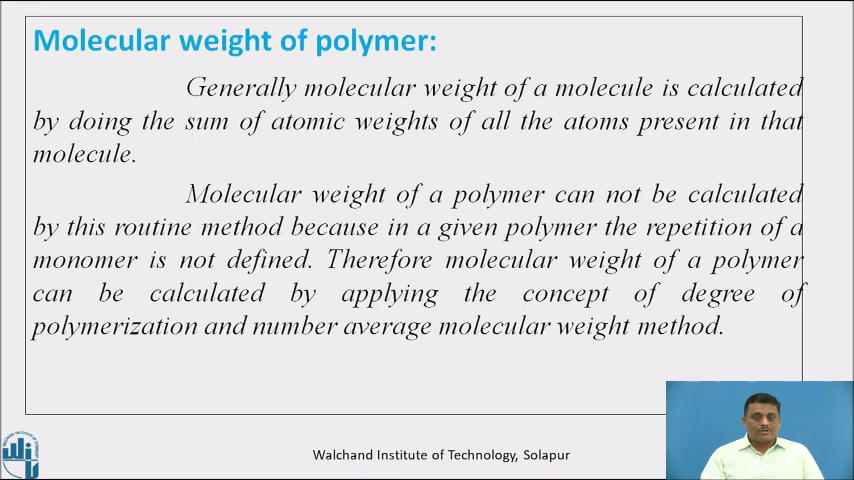 Molecular weight of polymer:
Generally molecular weight of a molecule is calculated
by doing the sum of atomic weights of all the atoms present in that
molecule.
Molecular weight of a polymer can not be calculated
by this routine method because in a given polymer the repetition of a
monomer is not defined. Therefore molecular weight of a polymer
can be calculated by applying the concept of degree of
polymerization and number average molecular weight method.
Walchand Institute of Technology, Solapur